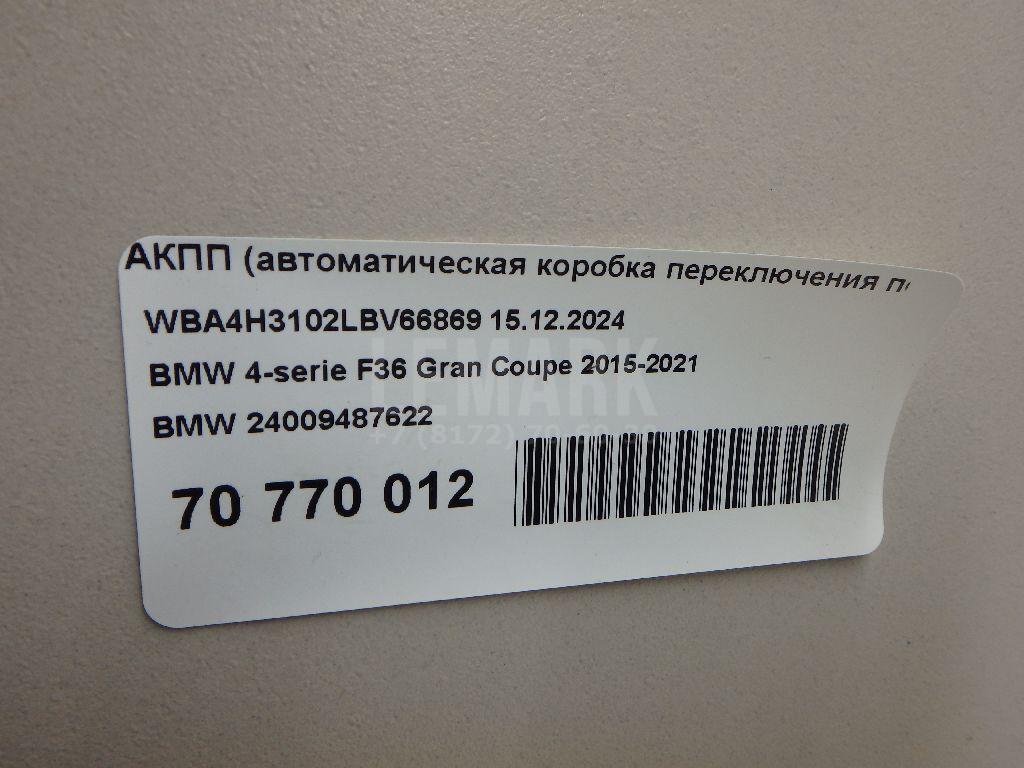 АКПП (автоматическая коробка переключения
WBA4H3102LBV66869 15.12.2024
LEMARK
BMW 4-serie F36 Gran Coupe 2015-2021
BMW 24009487622
70 770 012